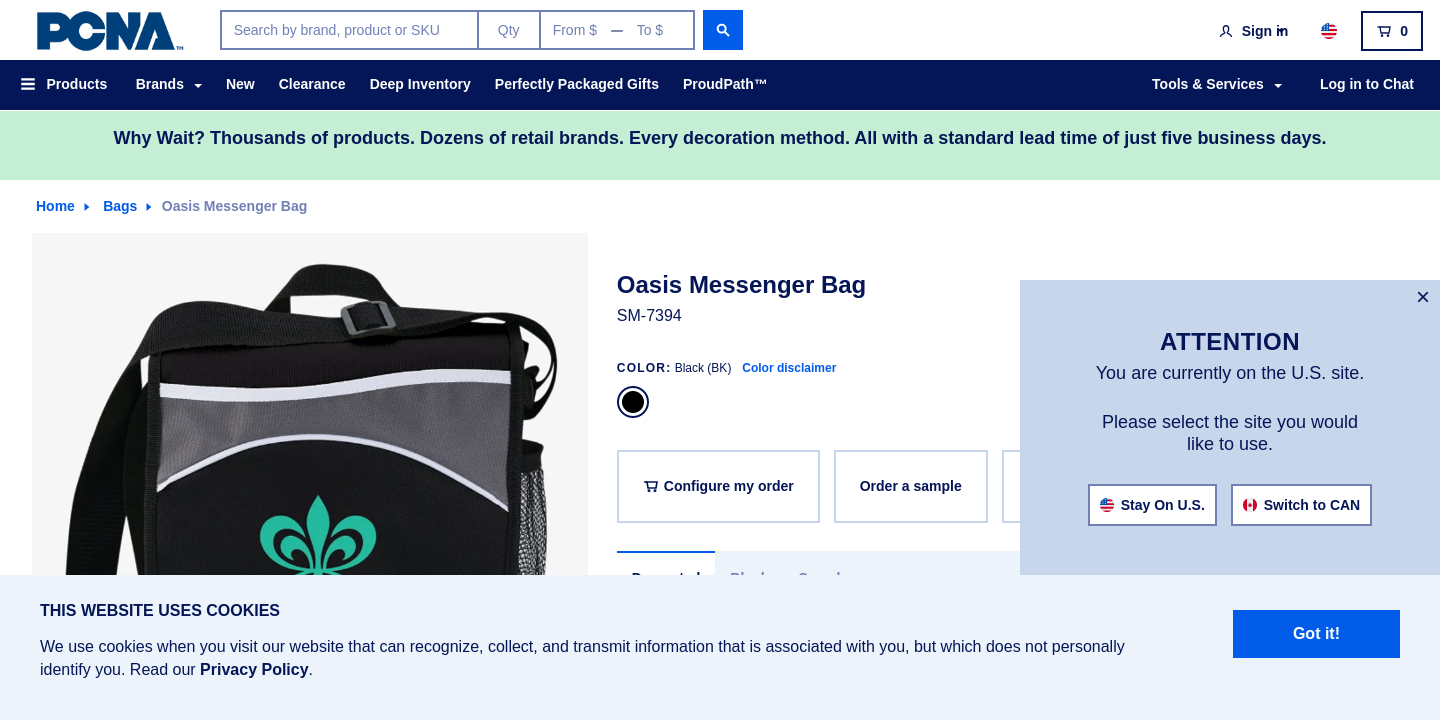 PCNA™
Search by brand, product or SKU
Qty
From $ — To $
Sign in
0
Products
Brands
New
Clearance
Deep Inventory
Perfectly Packaged Gifts
ProudPath™
Tools & Services
Log in to Chat
Why Wait? Thousands of products. Dozens of retail brands. Every decoration method. All with a standard lead time of just five business days.
Home
Bags
Oasis Messenger Bag
Oasis Messenger Bag
SM-7394
COLOR: Black (BK) Color disclaimer
Configure my order
Order a sample
×
ATTENTION
You are currently on the U.S. site.
Please select the site you would
like to use.
Stay On U.S.
Switch to CAN
THIS WEBSITE USES COOKIES
We use cookies when you visit our website that can recognize, collect, and transmit information that is associated with you, but which does not personally
identify you. Read our Privacy Policy.
Got it!